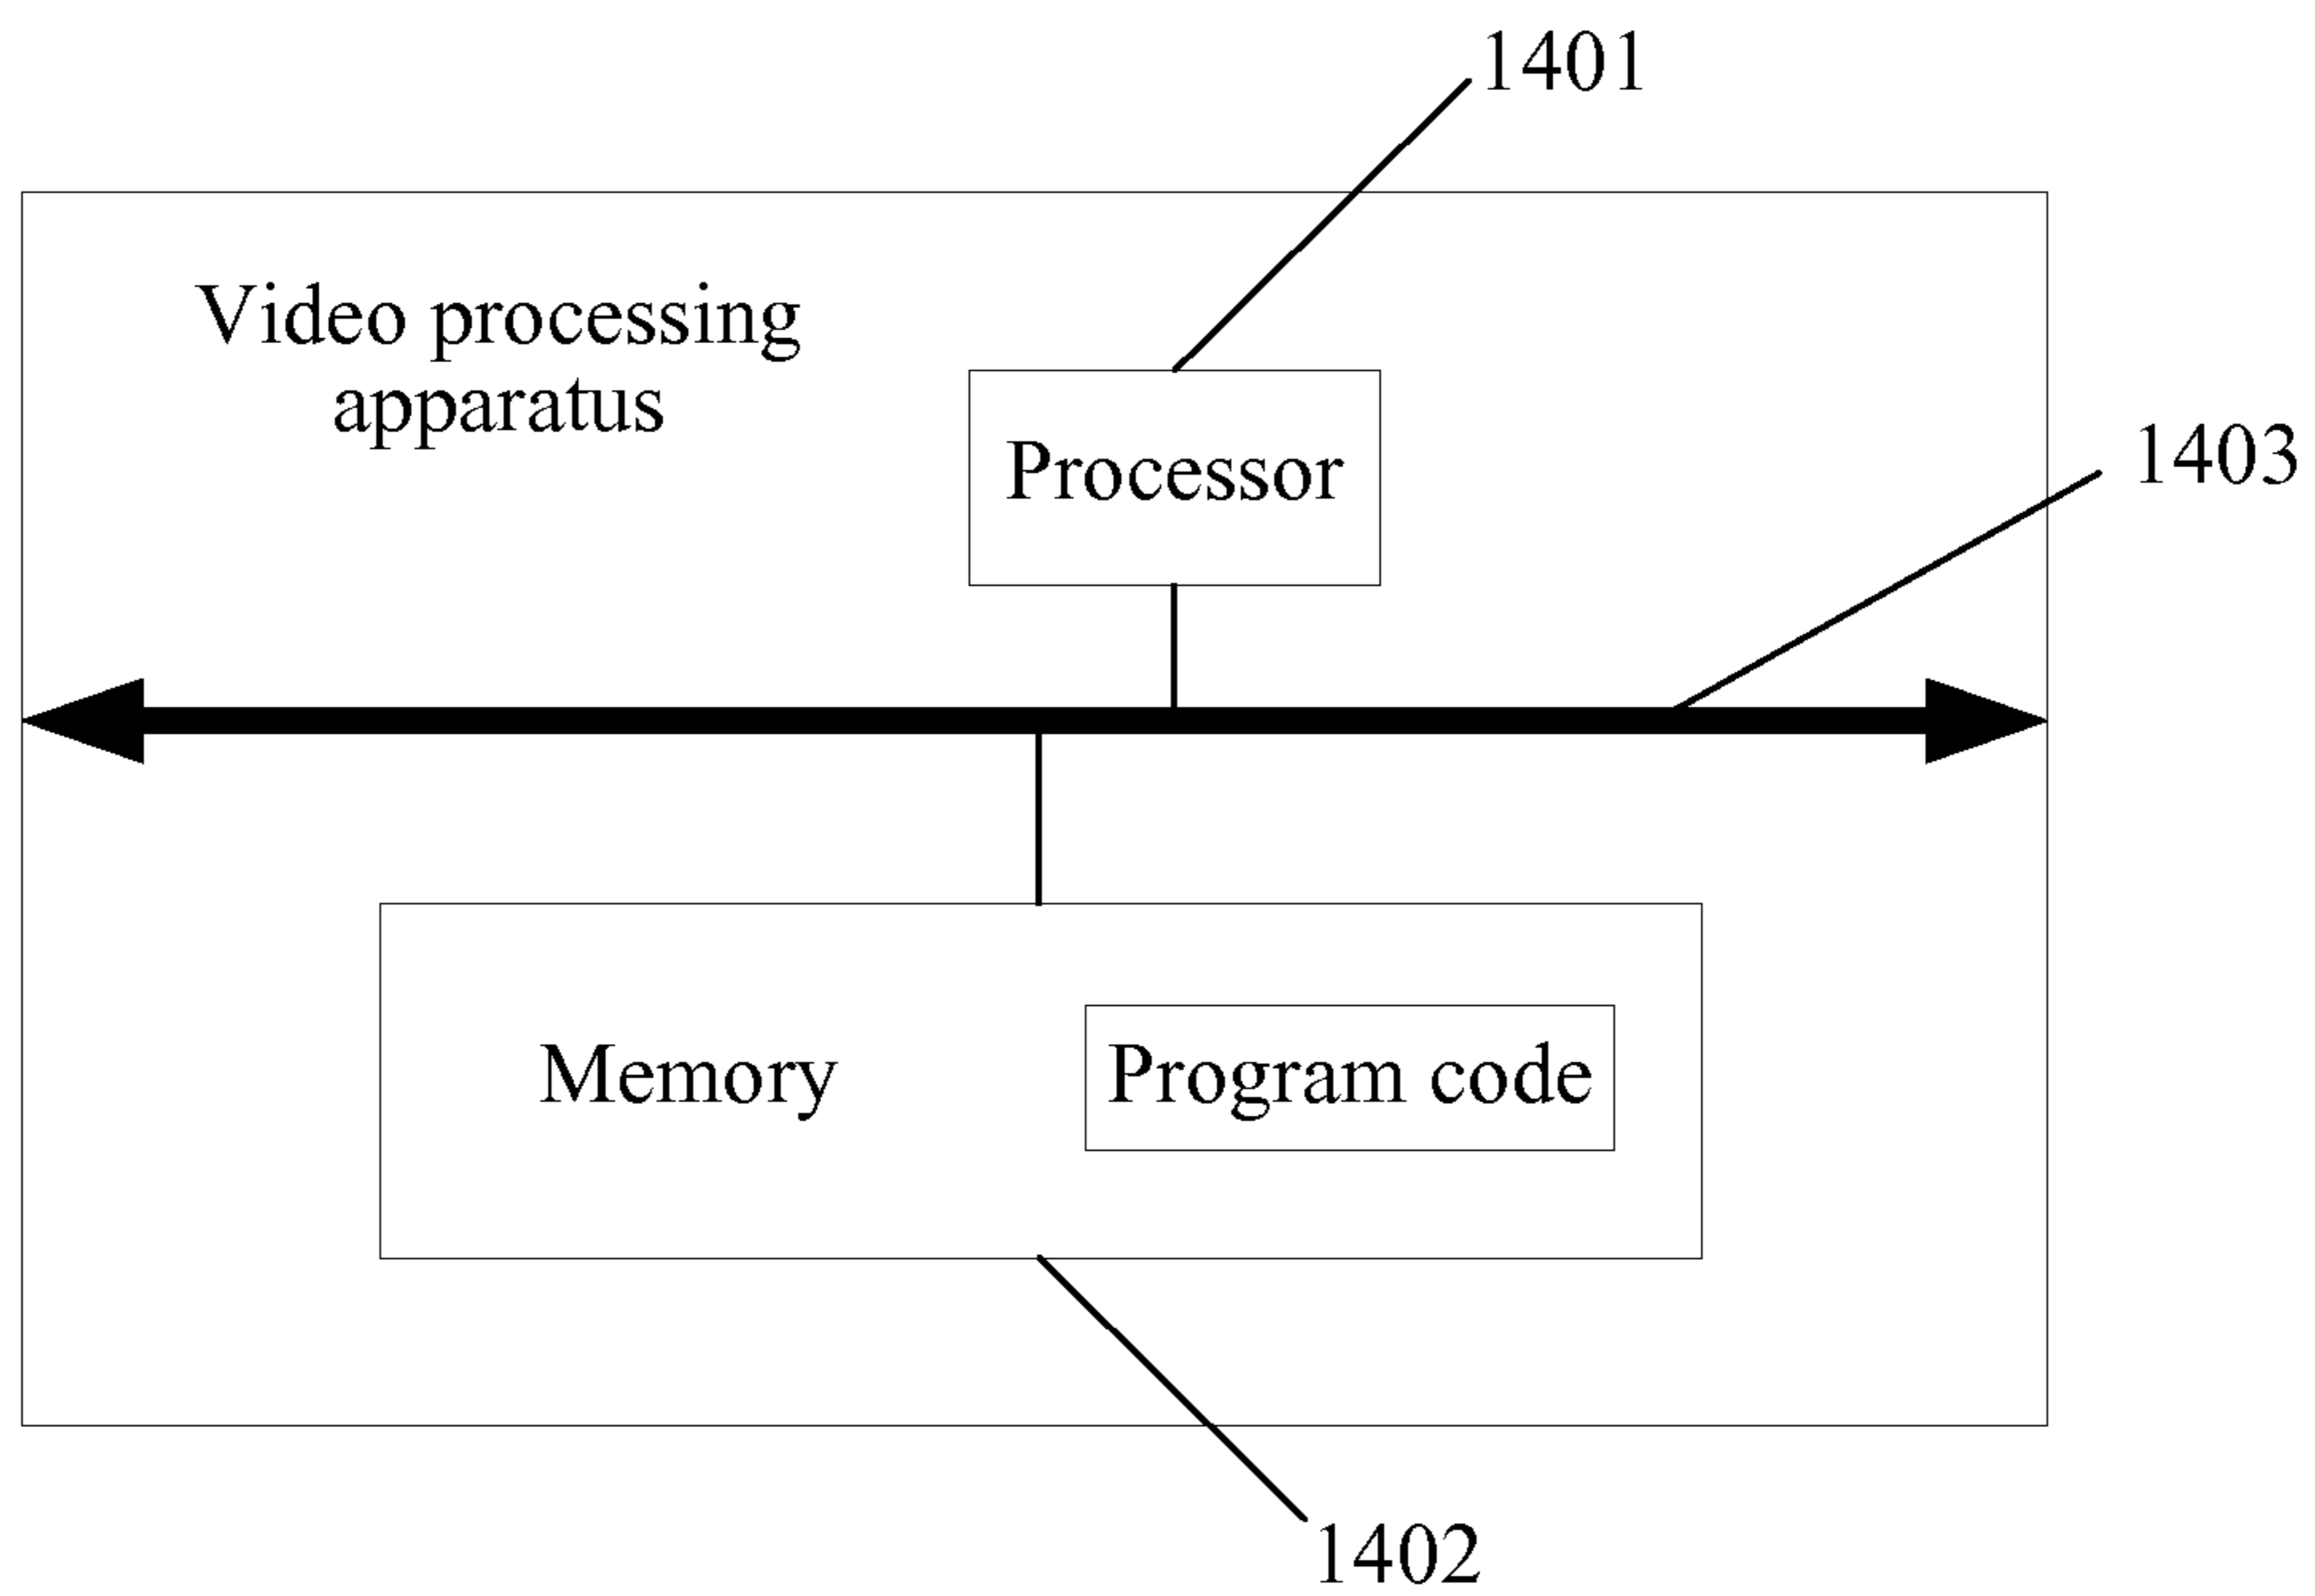 1401
Video processing
apparatus
Processor
1403
Memory
Program code
1402